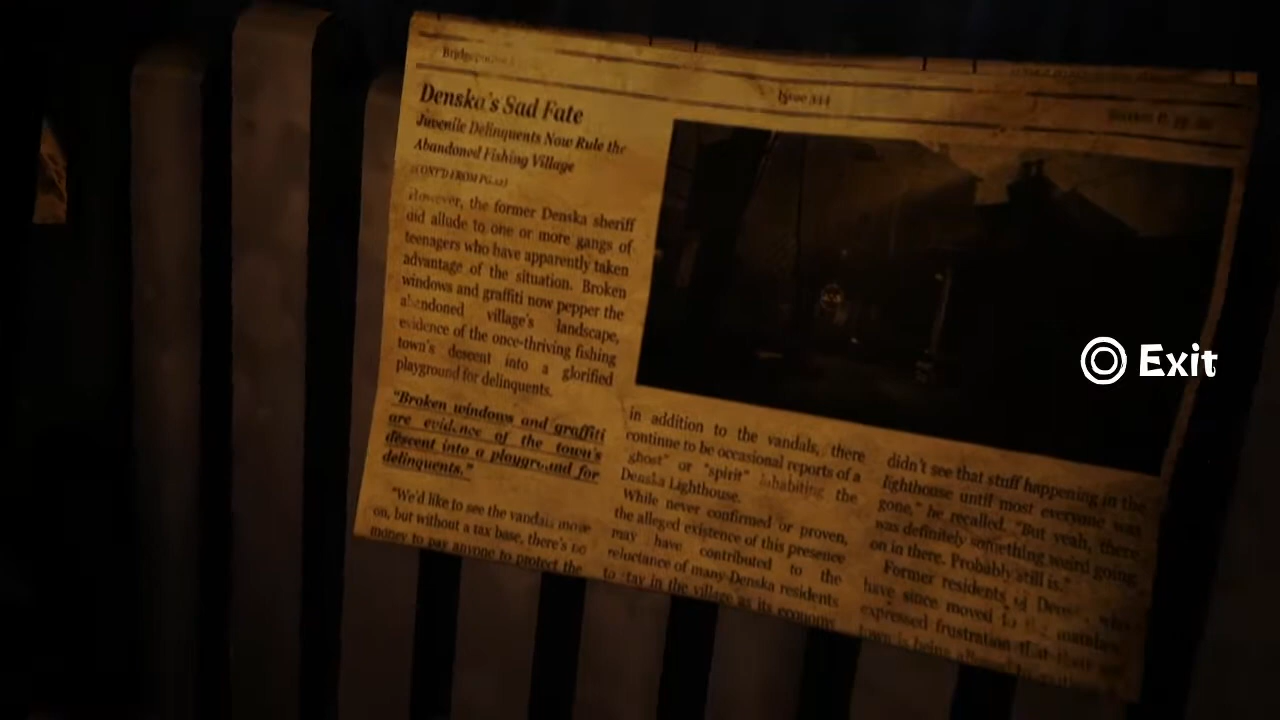 Issue 344
Denska's Sad Fate
Juvenile Delinquents Now Rule the
Abandoned Fishing Village
(CONT'D FROM PG.
However, the former Denska sheriff
did allude to one or more gangs of
teenagers who have apparently taken
advantage of the situation. Broken
windows and graffiti now pepper the
abandoned village's landscape,
evidence of the once-thriving fishing
town's descent into a glorified
playground for delinquents.
"Broken windows and graffiti
are evidence of the town's
descent into a playground for
delinquents."
"We'd like to see the vandals move
on, but without a tax base, there's no
money to pay anyone to protect the
in addition to the vandals, there
continue to be occasional reports of a
ghost" or "spirit" inhabiting the
Denska Lighthouse.
While never confirmed or proven,
the alleged existence of this presence
may have contributed to the
reluctance of many Denska residents
to stay in the village as its economy
didn't see that stuff happening in the
lighthouse until most everyone was
gone," he recalled. "But yeah, there
was definitely something weird going
on in there. Probably still is."
Former residents
have since moved
expressed frustration that
town is being
Exit